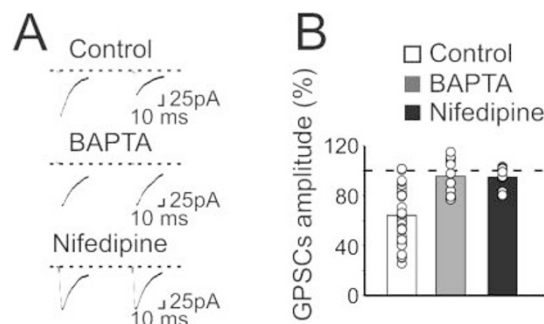 A
Control
25pA
10 ms
BAPTA
25pA
10 ms
Nifedipine
25pA
10 ms
B
Control
BAPTA
Nifedipine
GPSCs amplitude (%)
120
80
40
0